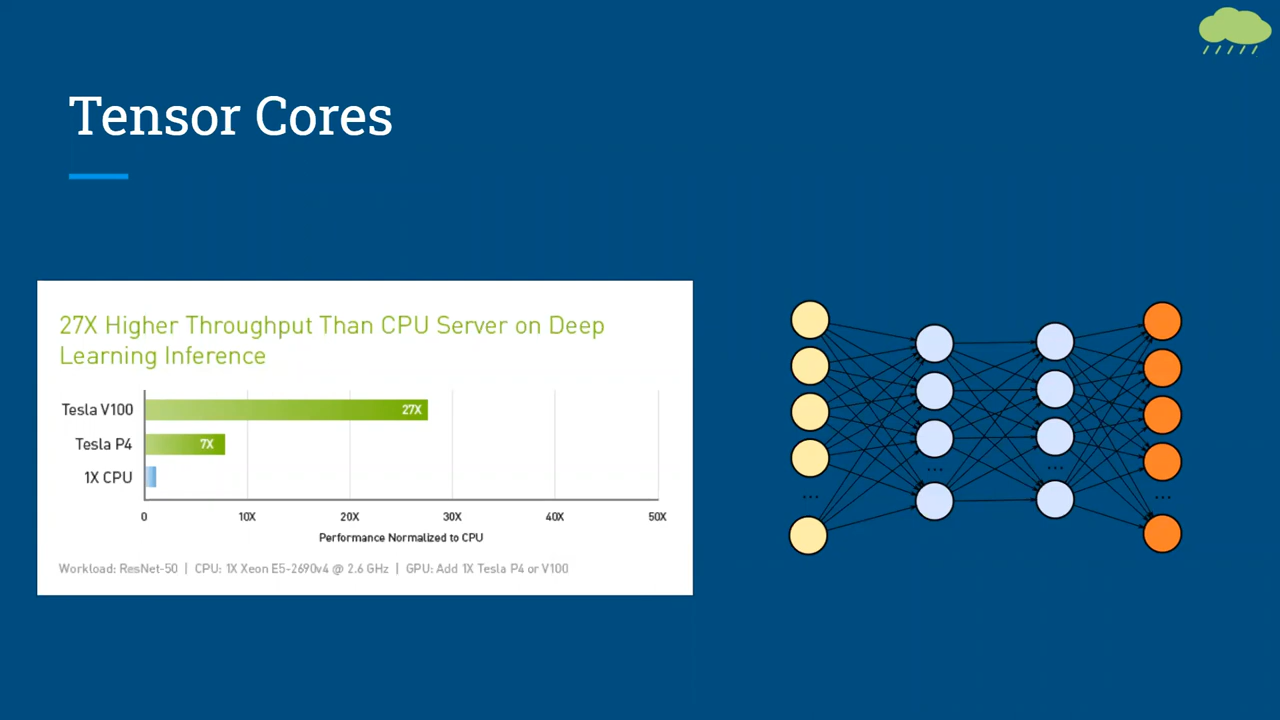 Tensor Cores
27X Higher Throughput Than CPU Server on Deep
Learning Inference
Tesla V100
27X
Tesla P4
7X
1X CPU
0 10X 20X 30X 40X 50X
Performance Normalized to CPU
Workload: ResNet-50 | CPU: 1X Xeon E5-2690v4 @ 2.6 GHz | GPU: Add 1X Tesla P4 or V100
...
...
...
...